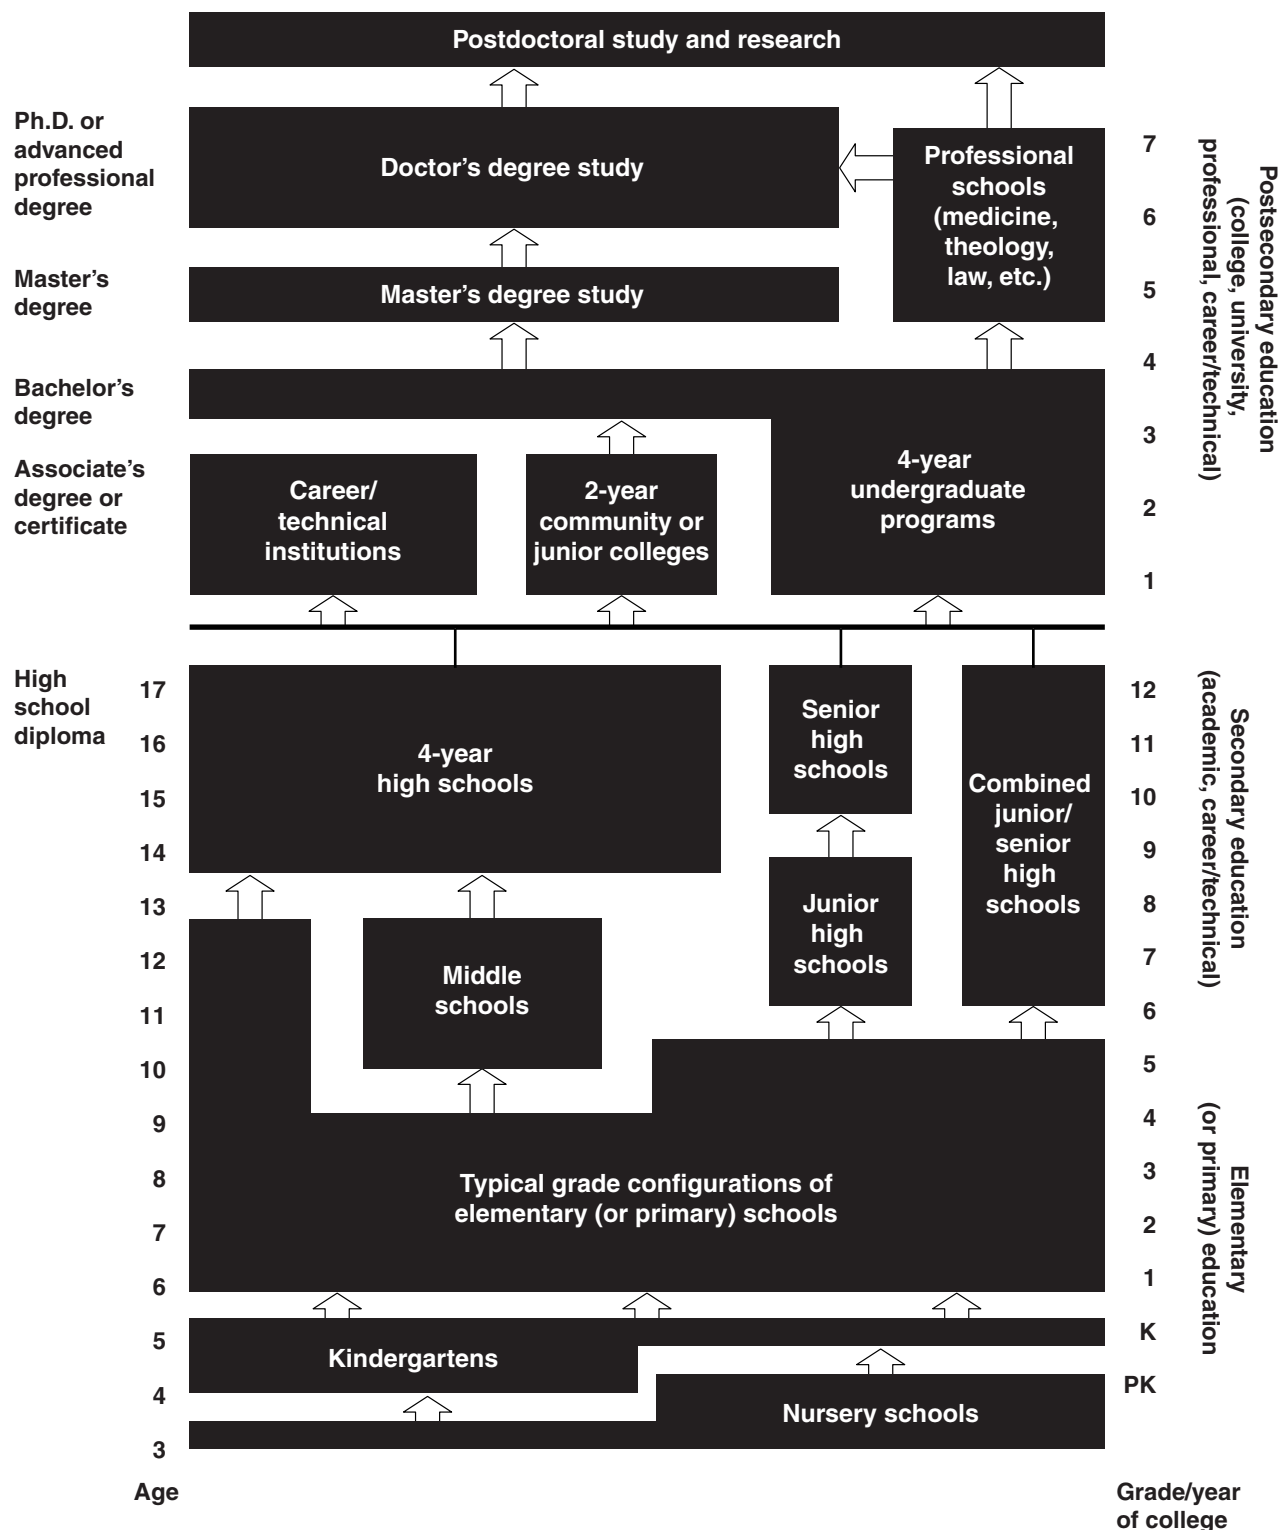 Postdoctoral study and research
Ph.D. or
advanced
professional
degree
Doctor’s degree study
Professional
schools
(medicine,
theology,
law, etc.)
7
6
5
Master’s
degree
Master’s degree study
Postsecondary education
(college, university,
professional, career/technical)
4
3
2
1
Bachelor’s
degree
Associate’s
degree or
certificate
Career/
technical
institutions
2-year
community or
junior colleges
4-year
undergraduate
programs
High
school
diploma
17
16
15
14
13
12
11
10
9
8
7
6
5
4
3
4-year
high schools
Senior
high
schools
Combined
junior/
senior
high
schools
Junior
high
schools
Middle
schools
12
11
10
9
8
7
6
5
4
3
2
1
K
PK
Secondary education
(academic, career/technical)
Typical grade configurations of
elementary (or primary) schools
Elementary
(or primary) education
Kindergartens
Nursery schools
Age
Grade/year
of college